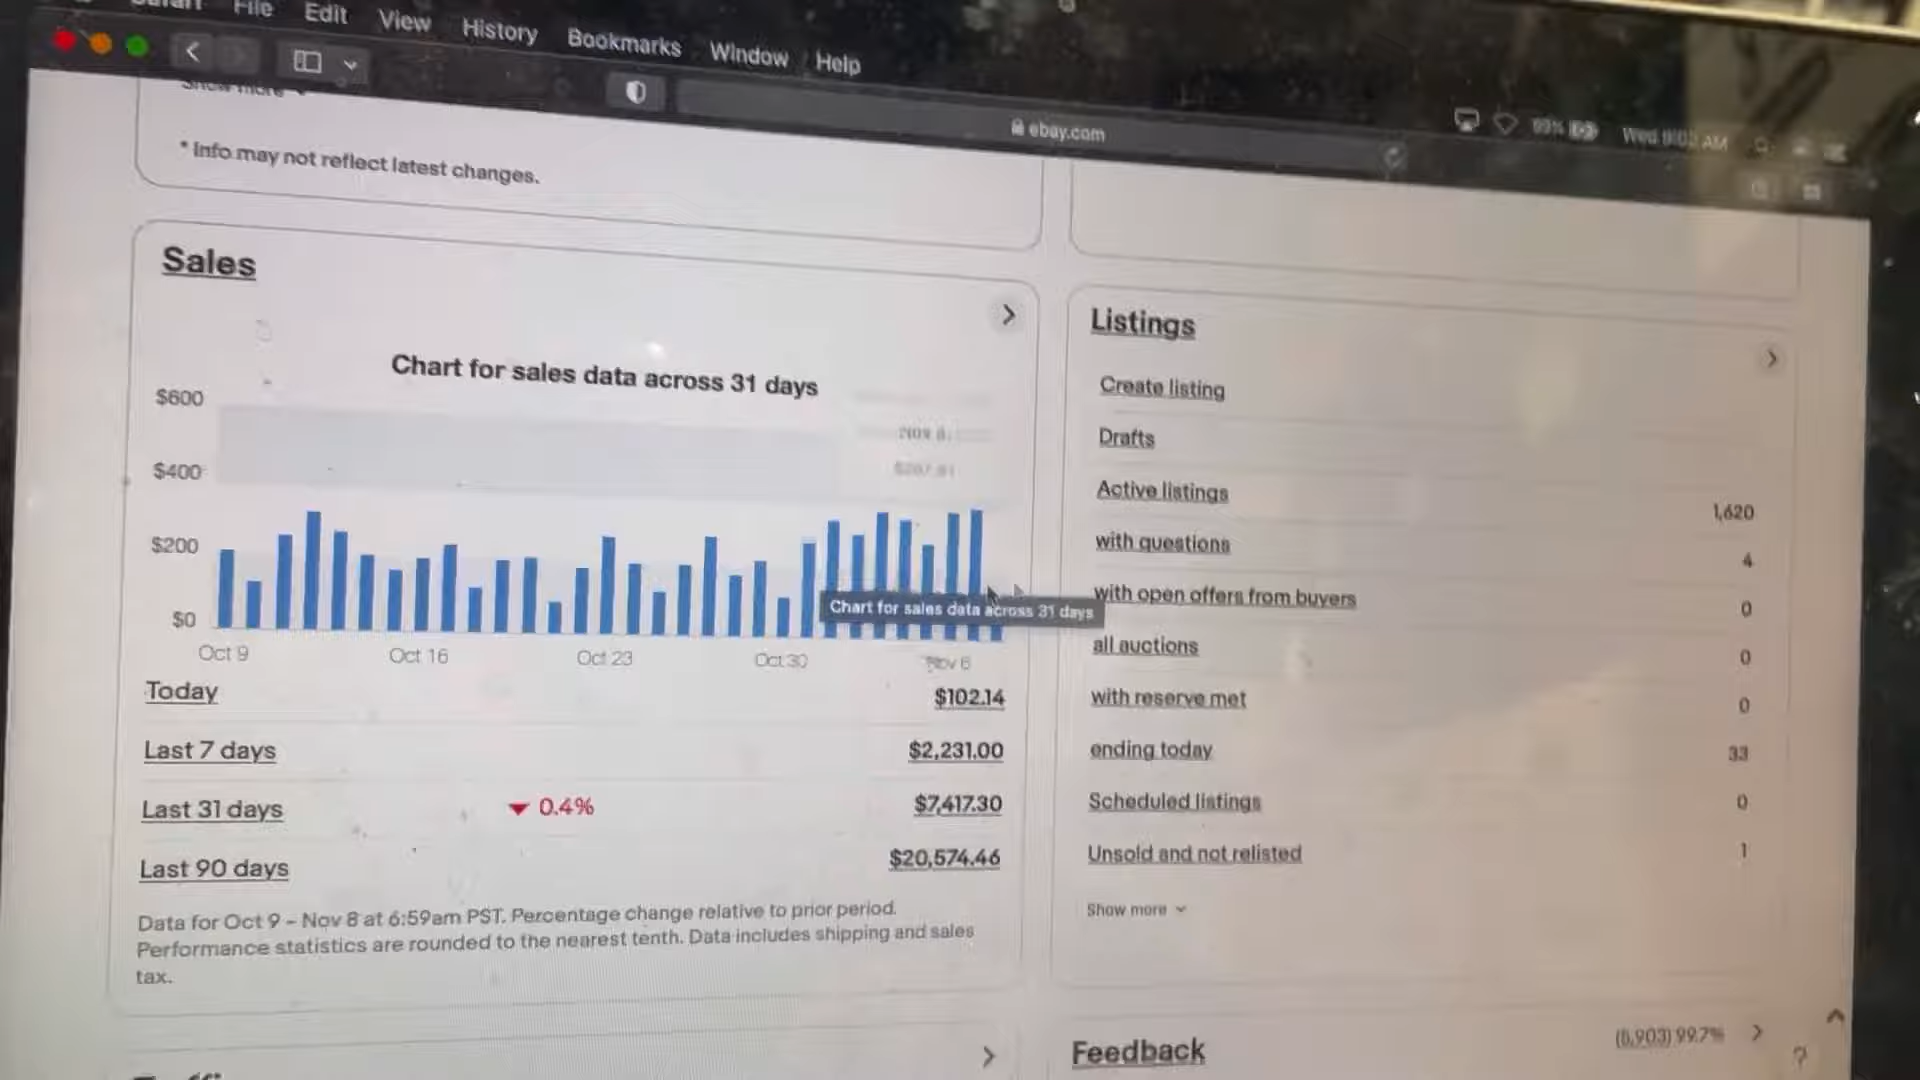 File Edit View History Bookmarks Window Help
ebay.com
Wed
Show more
* Info may not reflect latest changes.
Sales
Chart for sales data across 31 days
$600
$400
$200
$0
Oct 9 Oct 16 Oct 23 Oct 30 Nov 6
Chart for sales data across 31 days
Today $102.14
Last 7 days $2,231.00
Last 31 days 0.4% $7,417.30
Last 90 days $20,574.46
Data for Oct 9 – Nov 8 at 6:59am PST. Percentage change relative to prior period.
Performance statistics are rounded to the nearest tenth. Data includes shipping and sales
tax.
Listings
Create listing
Drafts
Active listings 1,620
with questions 4
with open offers from buyers 0
all auctions 0
with reserve met 0
ending today 33
Scheduled listings 0
Unsold and not relisted 1
Show more
Feedback 99.7%
?